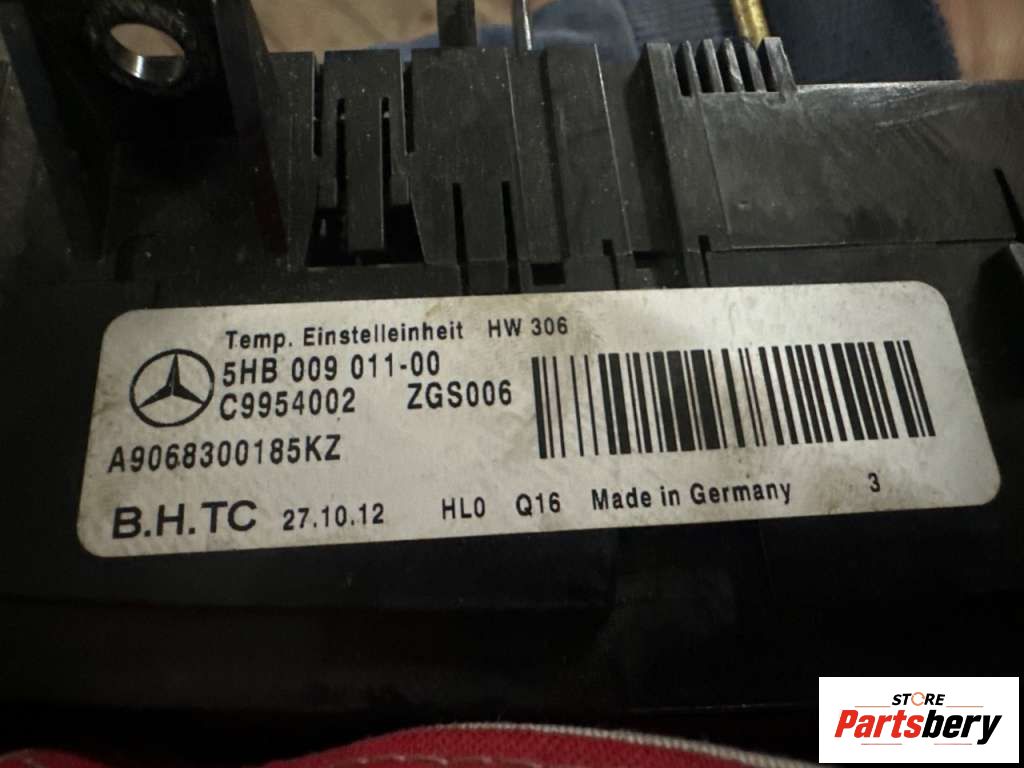 Temp. Einstelleinheit HW 306
5HB 009 011-00
C9954002 ZGS006
A9068300185KZ
B.H.TC 27.10.12 HL0 Q16 Made in Germany 3
STORE
Partsbery